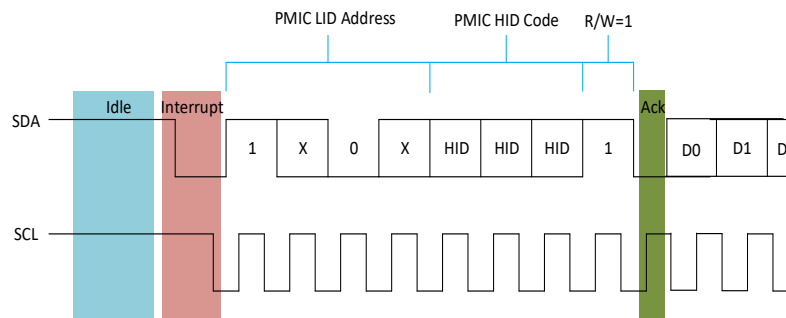 PMIC LID Address PMIC HID Code R/W=1
Idle Interrupt Ack
SDA
1 X 0 X HID HID HID 1 D0 D1 D
SCL